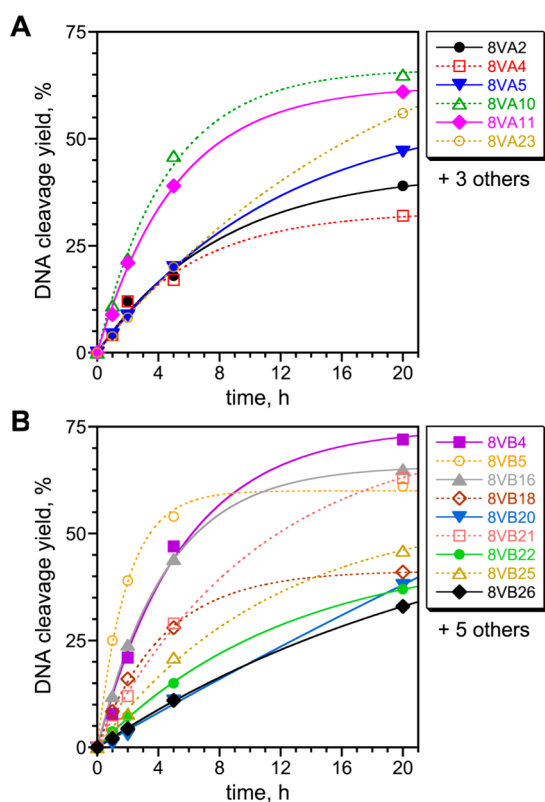 A
DNA cleavage yield, %
75
50
25
0
0 4 8 12 16 20
time, h
8VA2
8VA4
8VA5
8VA10
8VA11
8VA23
+ 3 others
B
DNA cleavage yield, %
75
50
25
0
0 4 8 12 16 20
time, h
8VB4
8VB5
8VB16
8VB18
8VB20
8VB21
8VB22
8VB25
8VB26
+ 5 others